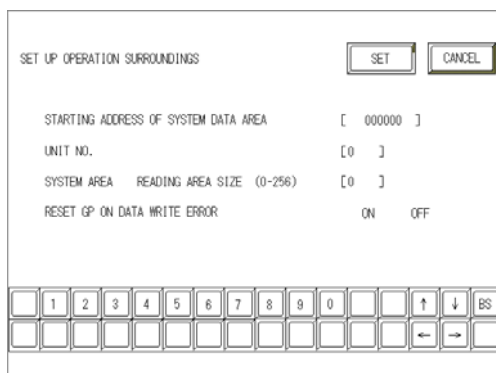 SET UP OPERATION SURROUNDINGS SET CANCEL
STARTING ADDRESS OF SYSTEM DATA AREA [ 000000 ]
UNIT NO. [0 ]
SYSTEM AREA READING AREA SIZE (0-256) [0 ]
RESET GP ON DATA WRITE ERROR ON OFF
1 2 3 4 5 6 7 8 9 0 ↑ ↓ BS
← →